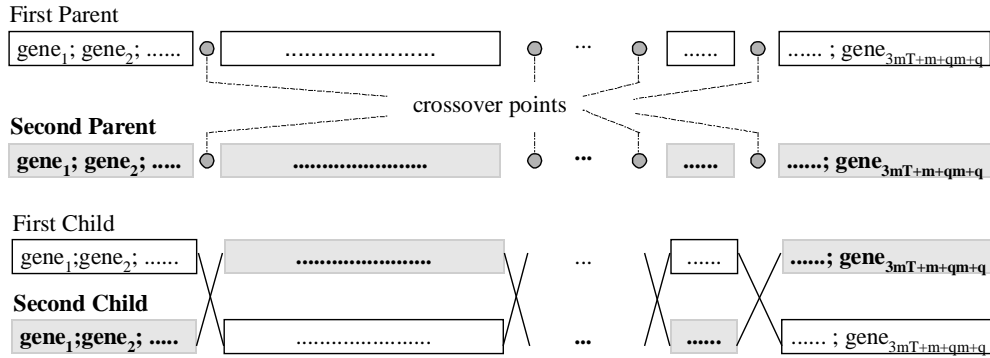 First Parent
gene1; gene2; ...... ........................ ... ...... ...... ; gene3mT+m+qm+q
crossover points
Second Parent
gene1; gene2; ..... ....................... ... ...... ......; gene3mT+m+qm+q
First Child
gene1;gene2; ...... ....................... ... ...... ......; gene3mT+m+qm+q
Second Child
gene1;gene2; ..... ....................... ... ...... ...... ; gene3mT+m+qm+q